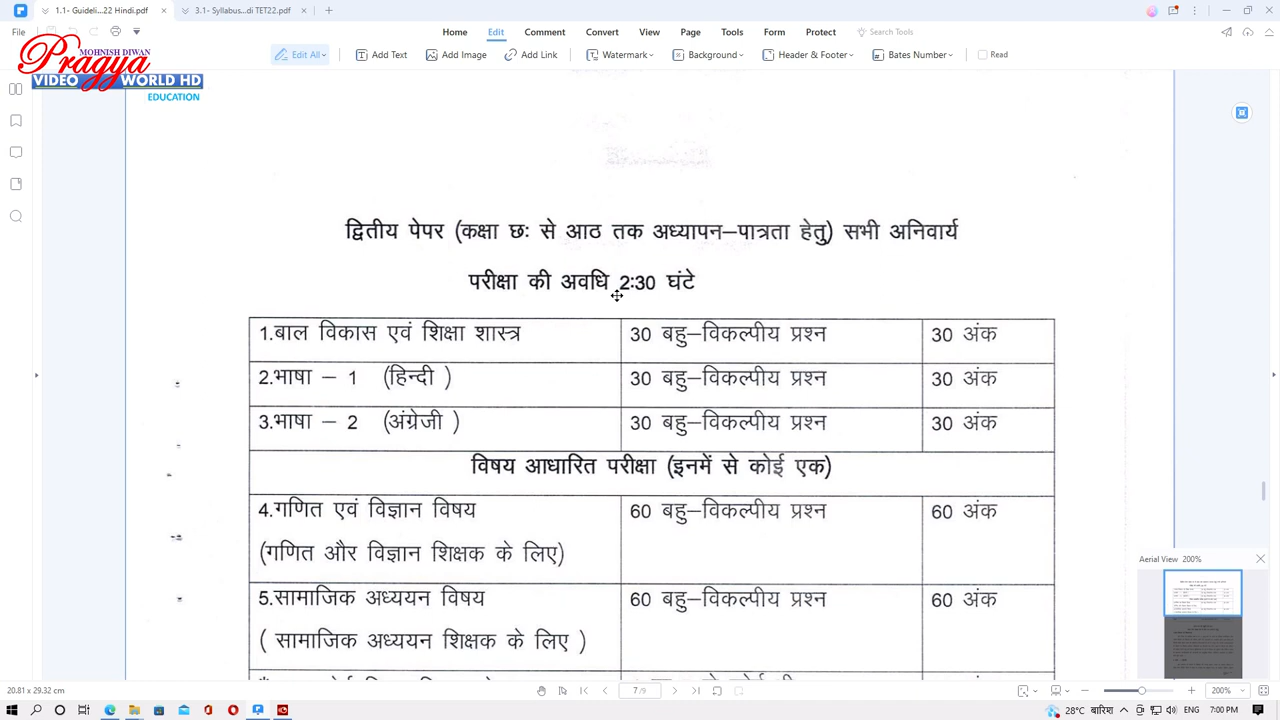 1.1- Guideli...22 Hindi.pdf
3.1- Syllabus...di TET22.pdf
File
Home Edit Comment Convert View Page Tools Form Protect Search Tools
Edit All Add Text Add Image Add Link Watermark Background Header & Footer Bates Number Read
MOHNISH DIWAN
Pragya
VIDEO WORLD HD
EDUCATION
द्वितीय पेपर (कक्षा छः से आठ तक अध्यापन–पात्रता हेतु) सभी अनिवार्य
परीक्षा की अवधि 2:30 घंटे
1.बाल विकास एवं शिक्षा शास्त्र 30 बहु–विकल्पीय प्रश्न 30 अंक
2.भाषा – 1 (हिन्दी ) 30 बहु–विकल्पीय प्रश्न 30 अंक
3.भाषा – 2 (अंग्रेजी ) 30 बहु–विकल्पीय प्रश्न 30 अंक
विषय आधारित परीक्षा (इनमें से कोई एक)
4.गणित एवं विज्ञान विषय 60 बहु–विकल्पीय प्रश्न 60 अंक
(गणित और विज्ञान शिक्षक के लिए)
5.सामाजिक अध्ययन विषय 60 बहु–विकल्पीय प्रश्न अंक
( सामाजिक अध्ययन शिक्षक के लिए )
Aerial View 200%
20.81 x 29.32 cm
7 /9
200%
28°C बारिश ENG 7:00 PM